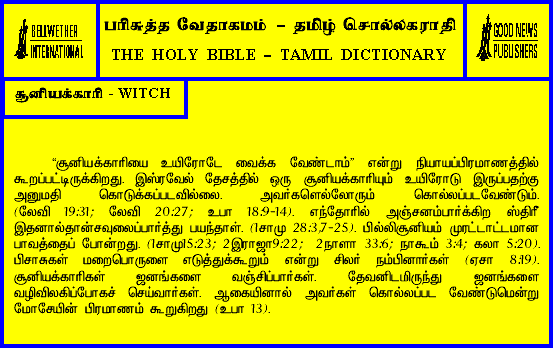 BELLWETHER
INTERNATIONAL
பரிசுத்த வேதாகமம் – தமிழ் சொல்லகராதி
THE HOLY BIBLE – TAMIL DICTIONARY
GOOD NEWS
PUBLISHERS
சூனியக்காரி - WITCH
“சூனியக்காரியை உயிரோடே வைக்க வேண்டாம்” என்று நியாயப்பிரமாணத்தில்
கூறப்பட்டிருக்கிறது. இஸ்ரவேல் தேசத்தில் ஒரு சூனியக்காரியும் உயிரோடு இருப்பதற்கு
அனுமதி கொடுக்கப்படவில்லை. அவர்களெல்லோரும் கொல்லப்படவேண்டும்.
(லேவி 19:31; லேவி 20:27; உபா 18:9-14). எந்தோரில் அஞ்சனம்பார்க்கிற ஸ்திரீ
இதனால்தான்சவுலைப்பார்த்து பயந்தாள். (1சாமு 28:3,7-25). பில்லிசூனியம் முரட்டாட்டமான
பாவத்தைப் போன்றது. (1சாமு15:23; 2இராஜா9:22; 2நாளா 33:6; நாகூம் 3:4; கலா 5:20).
பிசாசுகள் மறைபொருளை எடுத்துக்கூறும் என்று சிலர் நம்பினார்கள் (ஏசா 8:19).
சூனியக்காரிகள் ஜனங்களை வஞ்சிப்பார்கள். தேவனிடமிருந்து ஜனங்களை
வழிவிலகிப்போகச் செய்வார்கள். ஆகையினால் அவர்கள் கொல்லப்பட வேண்டுமென்று
மோசேயின் பிரமாணம் கூறுகிறது (உபா 13).